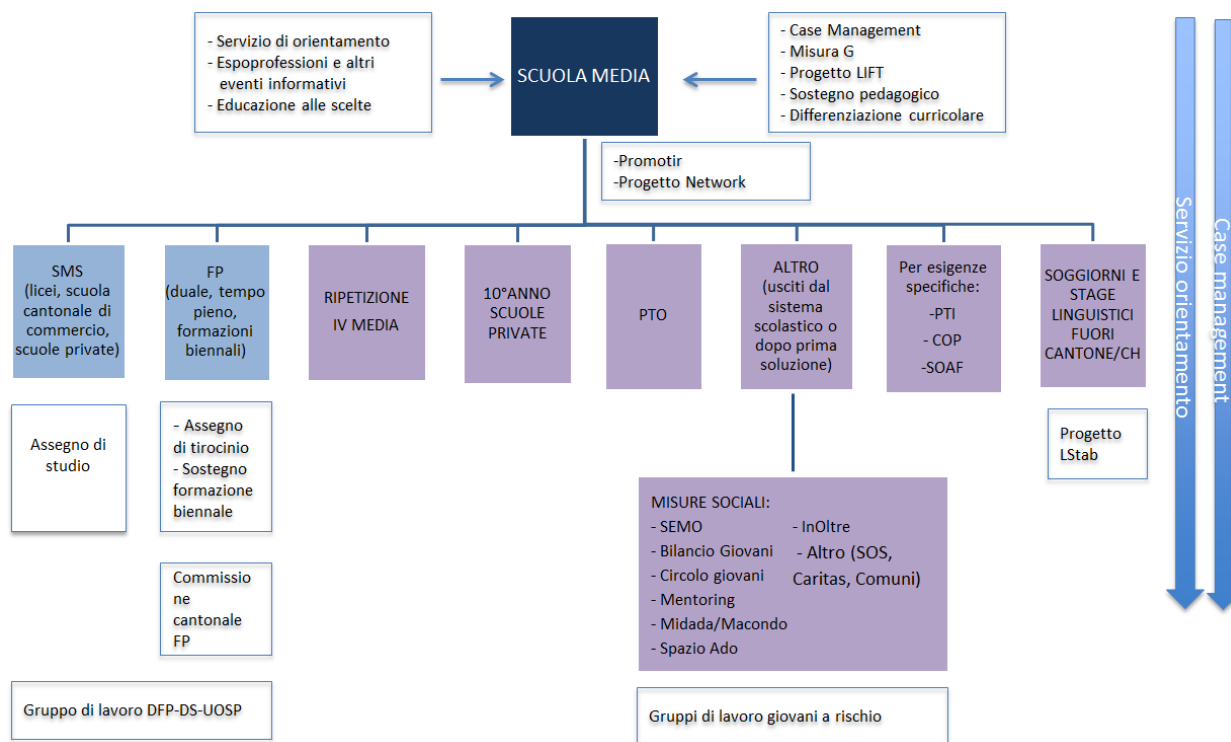 - Servizio di orientamento
- Espoprofessioni e altri
eventi informativi
- Educazione alle scelte
SCUOLA MEDIA
- Case Management
- Misura G
- Progetto LIFT
- Sostegno pedagogico
- Differenziazione curricolare
-Promotir
-Progetto Network
SMS
(licei, scuola
cantonale di
commercio,
scuole private)
FP
(duale, tempo
pieno,
formazioni
biennali)
RIPETIZIONE
IV MEDIA
10°ANNO
SCUOLE
PRIVATE
PTO
ALTRO
(usciti dal
sistema
scolastico o
dopo prima
soluzione)
Per esigenze
specifiche:
-PTI
- COP
-SOAF
SOGGIORNI E
STAGE
LINGUISTICI
FUORI
CANTONE/CH
Servizio orientamento
Case management
Assegno di
studio
- Assegno
di tirocinio
- Sostegno
formazione
biennale
Progetto
LStab
MISURE SOCIALI:
- SEMO
- Bilancio Giovani
- Circolo giovani
- Mentoring
- Midada/Macondo
- Spazio Ado
- InOltre
- Altro (SOS,
Caritas, Comuni)
Commissio
ne
cantonale
FP
Gruppo di lavoro DFP-DS-UOSP
Gruppi di lavoro giovani a rischio